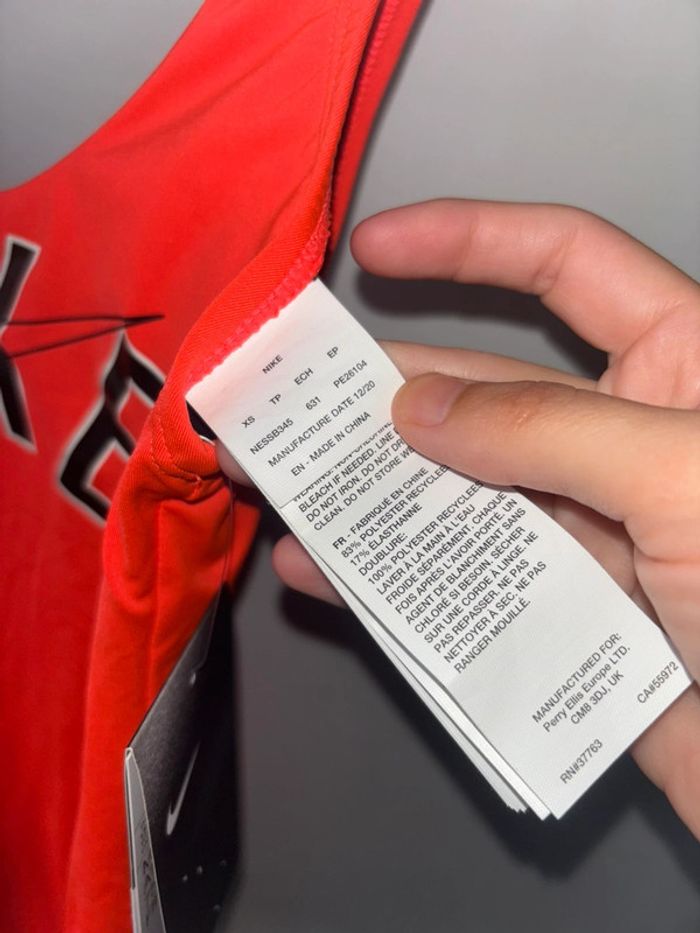 NIKE
XS TP ECH EP
NESSB345 631 PE26104
MANUFACTURE DATE 12/20
EN - MADE IN CHINA
BLEACH IF NEEDED. LINE
DO NOT IRON. DO NOT
CLEAN. DO NOT STORE
FR - FABRIQUÉ EN CHINE
83% POLYESTER RECYCLÉE
17% ÉLASTHANNE
DOUBLURE:
100% POLYESTER RECYCLÉES
LAVER À LA MAIN À L'EAU
FROIDE SÉPARÉMENT. CHAQUE
FOIS APRÈS L'AVOIR PORTÉ. UN
AGENT DE BLANCHIMENT SANS
CHLORÉ SI BESOIN. SÉCHER
SUR UNE CORDE À LINGE. NE
PAS REPASSER. NE PAS
NETTOYER À SEC. NE PAS
RANGER MOUILLÉ.
MANUFACTURED FOR:
Perry Ellis Europe LTD.
CM8 3DJ, UK
RN#37763 CA#55972